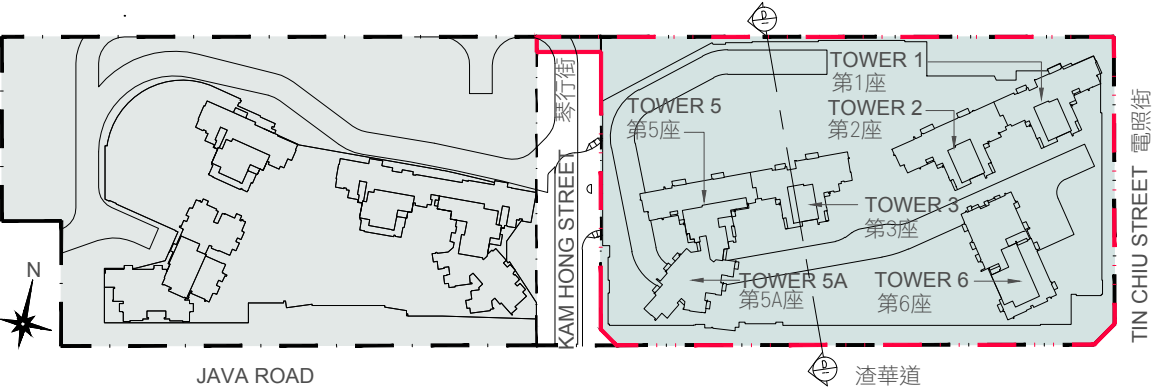 D
TOWER 1
第1座
TOWER 2
第2座
TOWER 5
第5座
琴行街
KAM HONG STREET
TOWER 3
第3座
TOWER 5A
第5A座
TOWER 6
第6座
電照街
TIN CHIU STREET
N
JAVA ROAD
D
渣華道